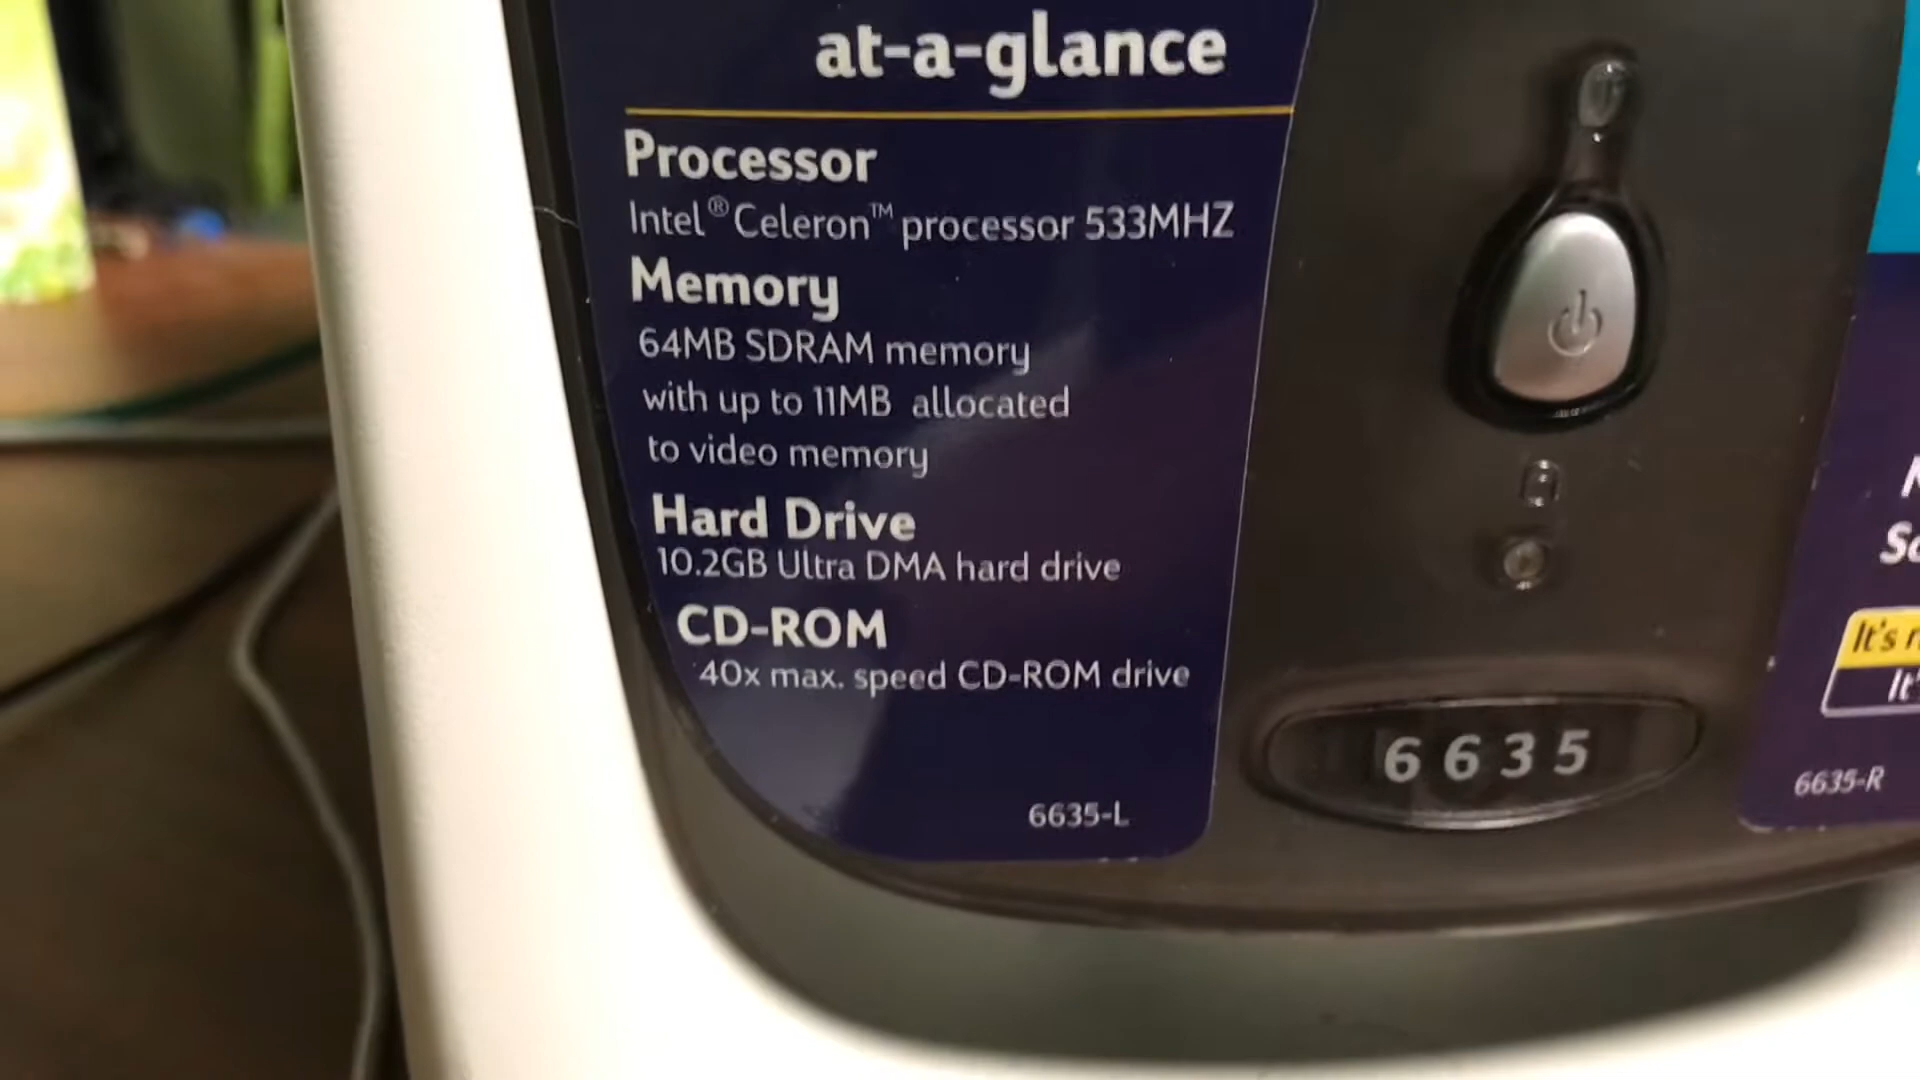 at-a-glance
Processor
Intel® Celeron™ processor 533MHZ
Memory
64MB SDRAM memory
with up to 11MB allocated
to video memory
Hard Drive
10.2GB Ultra DMA hard drive
CD-ROM
40x max. speed CD-ROM drive
6635-L
6635
It's
6635-R